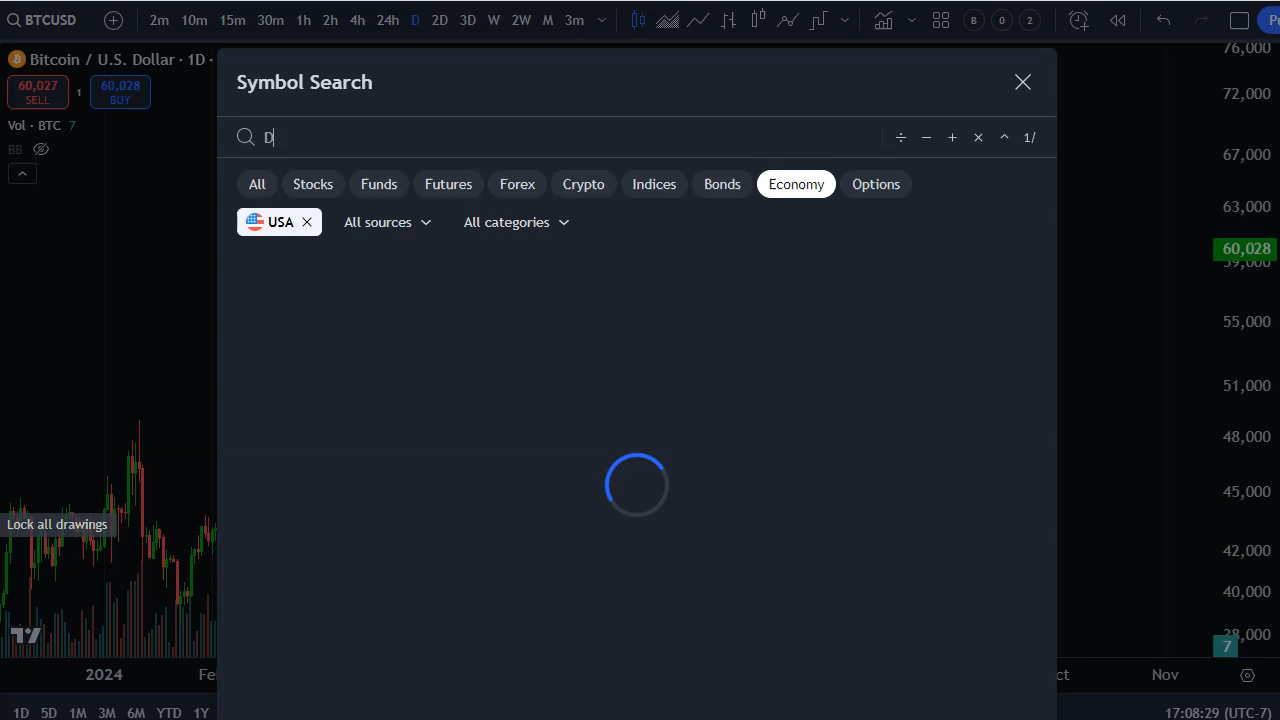 BTCUSD 2m 10m 15m 30m 1h 2h 4h 24h D 2D 3D W 2W M 3m B O 2
Bitcoin / U.S. Dollar · 1D ·
60,027 SELL 1 60,028 BUY
Vol · BTC 7
BB
Symbol Search
D
÷ − + × ^ 1/
All Stocks Funds Futures Forex Crypto Indices Bonds Economy Options
USA All sources All categories
76,000
72,000
67,000
63,000
60,028
59,000
55,000
51,000
48,000
45,000
42,000
40,000
38,000
7
Lock all drawings
2024 Nov
1D 5D 1M 3M 6M YTD 1Y 17:08:29 (UTC-7)